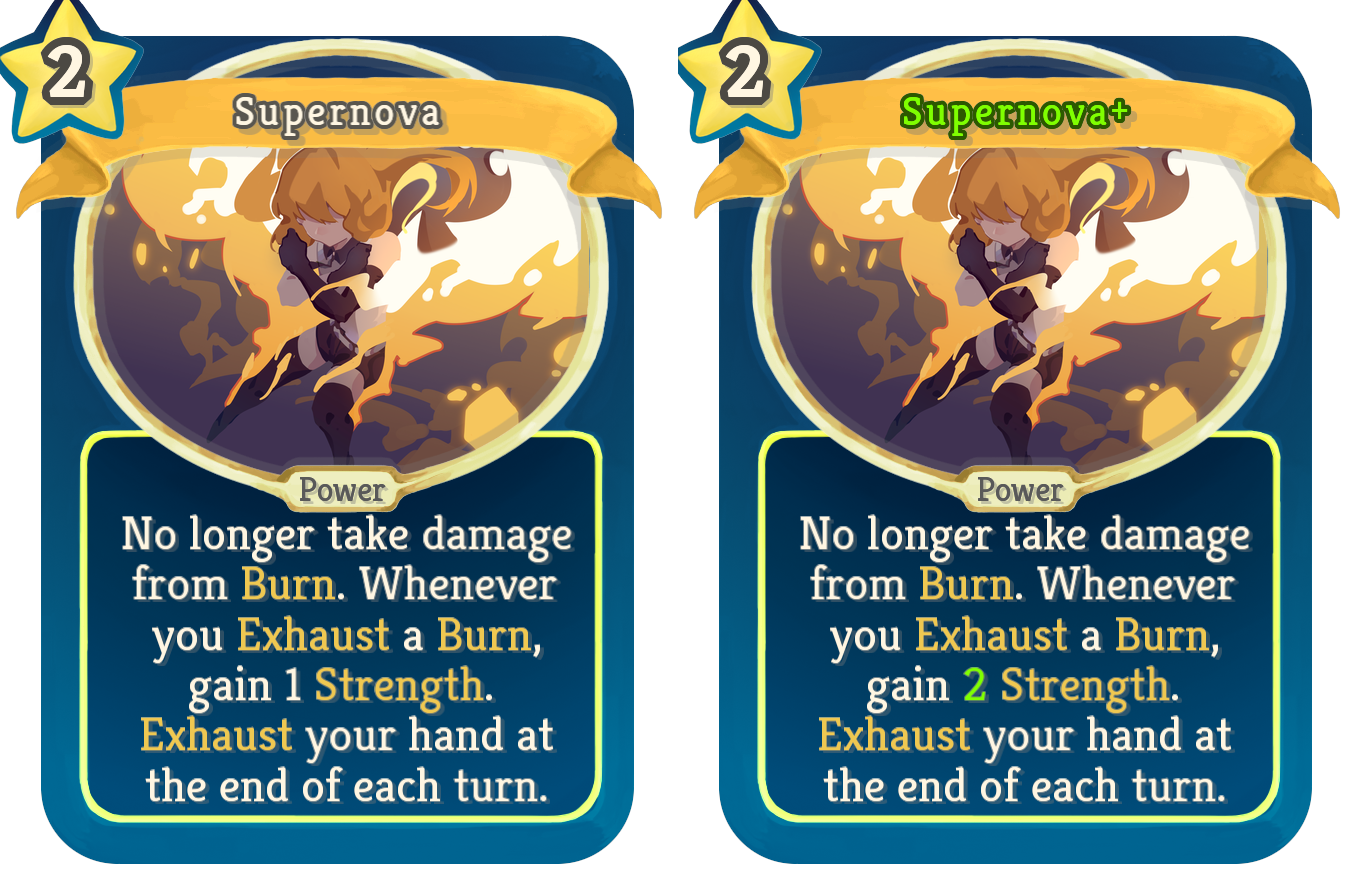 2
Supernova
Power
No longer take damage
from Burn. Whenever
you Exhaust a Burn,
gain 1 Strength.
Exhaust your hand at
the end of each turn.
2
Supernova+
Power
No longer take damage
from Burn. Whenever
you Exhaust a Burn,
gain 2 Strength.
Exhaust your hand at
the end of each turn.